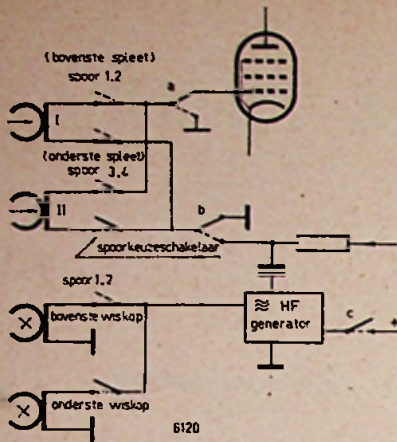 (bovenste spleet)
spoor 1.2
a
I
(onderste spleet)
spoor
3.4
II
b
spoorkeuzeschakelaar
spoor 1.2
bovenste wiskop
HF
generator
c
+
onderste wiskop
6120